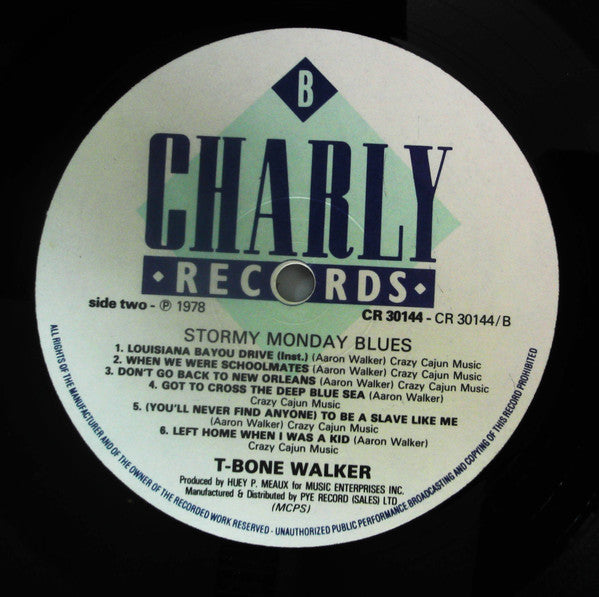 B
CHARLY
• RECORDS •
side two - ℗ 1978
CR 30144 - CR 30144/B
STORMY MONDAY BLUES
1. LOUISIANA BAYOU DRIVE (Inst.) (Aaron Walker) Crazy Cajun Music
2. WHEN WE WERE SCHOOLMATES (Aaron Walker) Crazy Cajun Music
3. DON'T GO BACK TO NEW ORLEANS (Aaron Walker) Crazy Cajun Music
4. GOT TO CROSS THE DEEP BLUE SEA (Aaron Walker)
Crazy Cajun Music
5. (YOU'LL NEVER FIND ANYONE) TO BE A SLAVE LIKE ME
(Aaron Walker) Crazy Cajun Music
6. LEFT HOME WHEN I WAS A KID (Aaron Walker)
Crazy Cajun Music
T-BONE WALKER
Produced by HUEY P. MEAUX for MUSIC ENTERPRISES INC.
Manufactured & Distributed by PYE RECORD (SALES) LTD
(MCPS)
ALL RIGHTS OF THE MANUFACTURER AND OF THE OWNER OF THE RECORDED WORK RESERVED - UNAUTHORIZED PUBLIC PERFORMANCE BROADCASTING AND COPYING OF THIS RECORD PROHIBITED